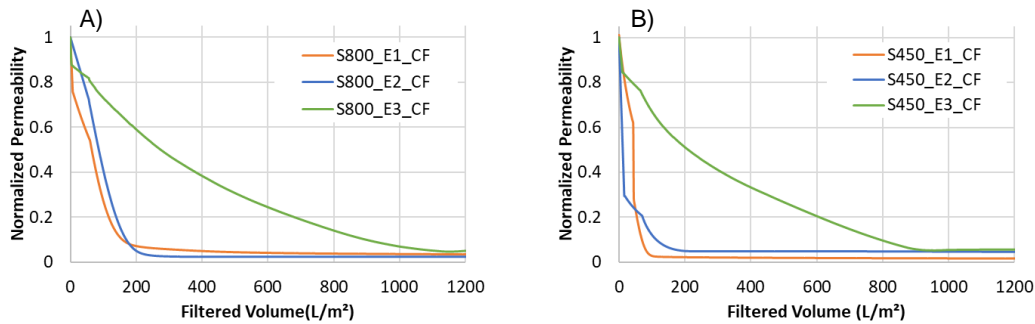 A)
1
0.8
0.6
0.4
0.2
0
Normalized Permeability
S800_E1_CF
S800_E2_CF
S800_E3_CF
0 200 400 600 800 1000 1200
Filtered Volume(L/m²)
B)
1
0.8
0.6
0.4
0.2
0
Normalized Permeability
S450_E1_CF
S450_E2_CF
S450_E3_CF
0 200 400 600 800 1000 1200
Filtered Volume (L/m²)